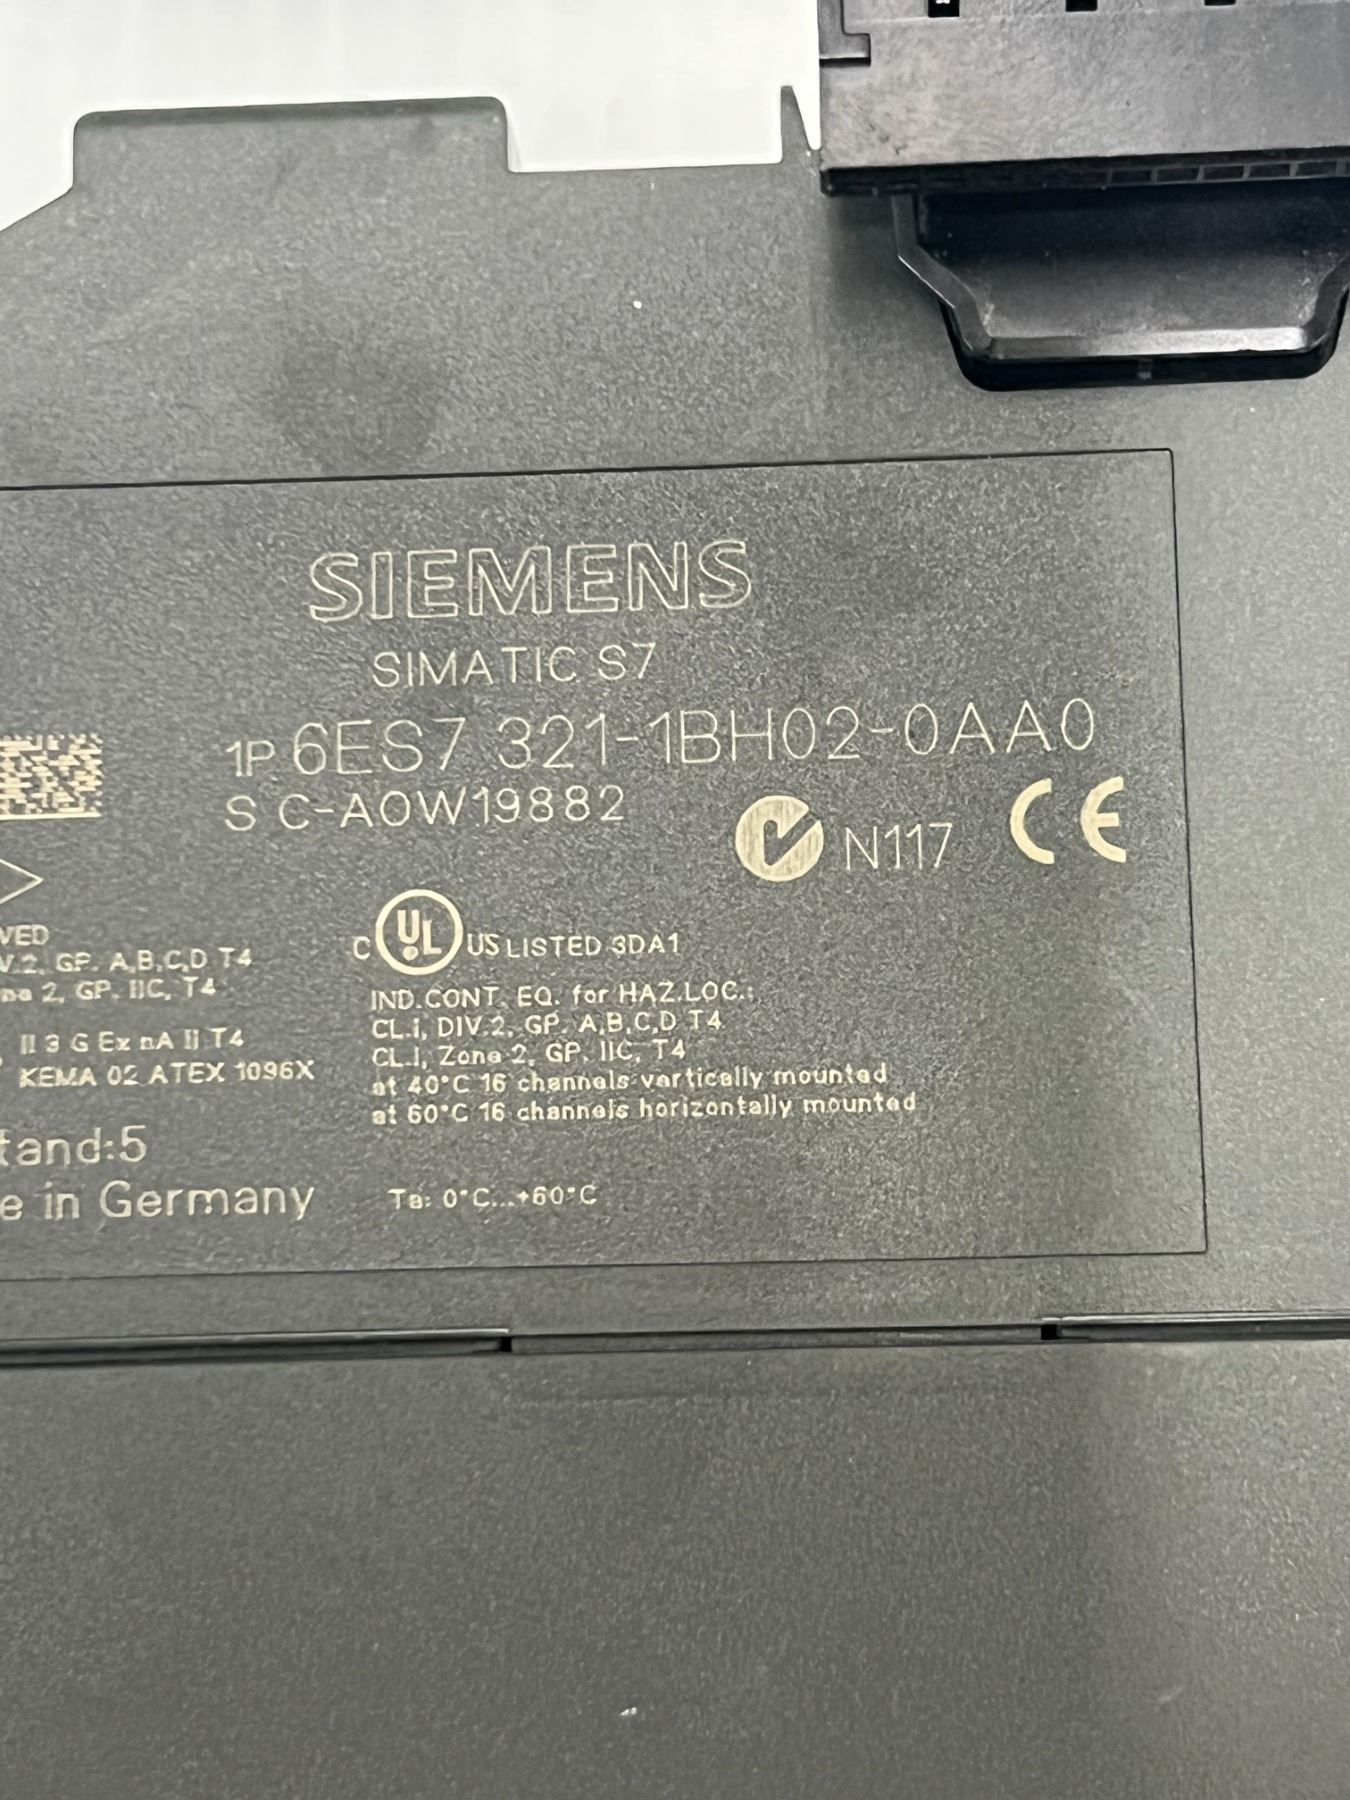 SIEMENS
SIMATIC S7
1P 6ES7 321-1BH02-0AA0
S C-A0W19882
N117 CE
VED
V.2, GP. A,B,C,D T4
2, GP. IIC, T4
II 3 G Ex nA II T4
KEMA 02 ATEX 1096X
tand:5
e in Germany
C UL US LISTED 3DA1
IND.CONT. EQ. for HAZ.LOC.:
CL.I, DIV.2, GP. A,B,C,D T4
CL.I, Zone 2, GP. IIC, T4
at 40°C 16 channels vertically mounted
at 60°C 16 channels horizontally mounted
Ta: 0°C...+60°C